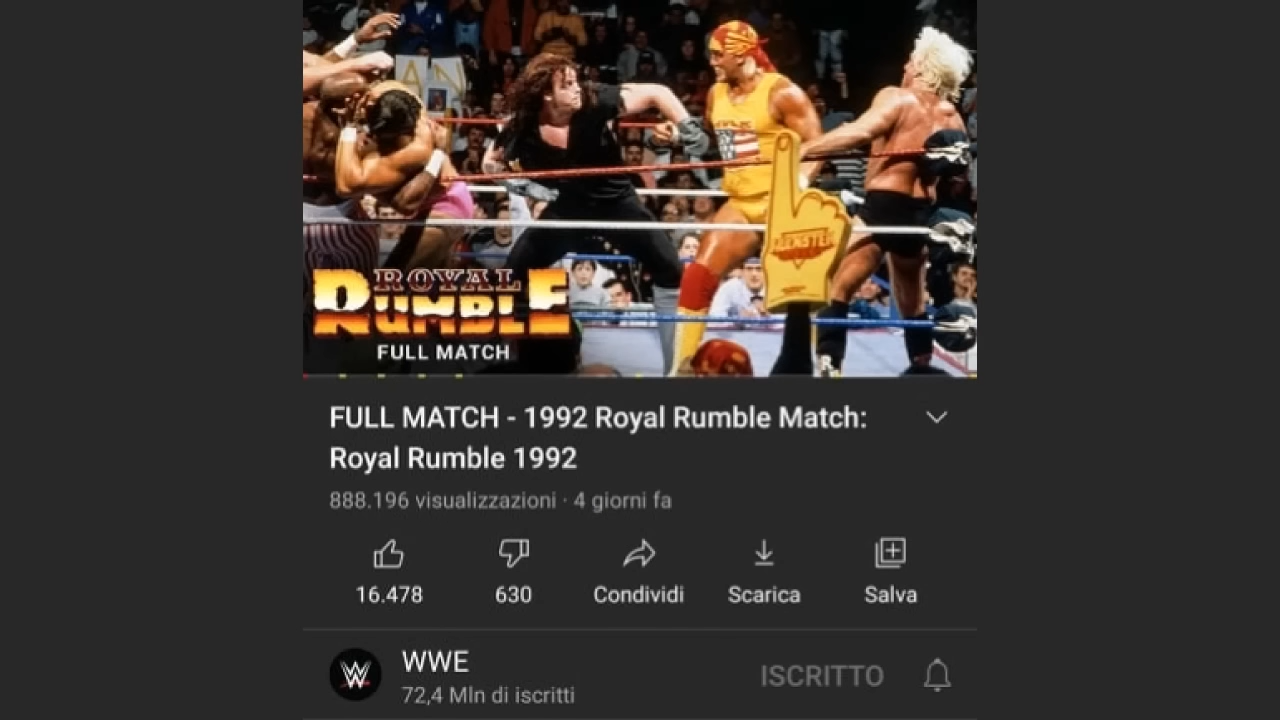 AN
ROYAL
RUMBLE
FULL MATCH
FULL MATCH - 1992 Royal Rumble Match:
Royal Rumble 1992
888.196 visualizzazioni · 4 giorni fa
16.478
630
Condividi
Scarica
Salva
WWE
72,4 Mln di iscritti
ISCRITTO